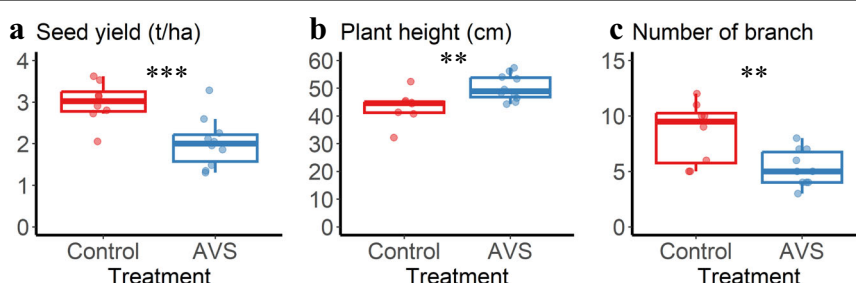 a Seed yield (t/ha)
4
3
2
1
0
***
Control AVS
Treatment
b Plant height (cm)
60
50
40
30
20
10
0
**
Control AVS
Treatment
c Number of branch
15
10
5
0
**
Control AVS
Treatment